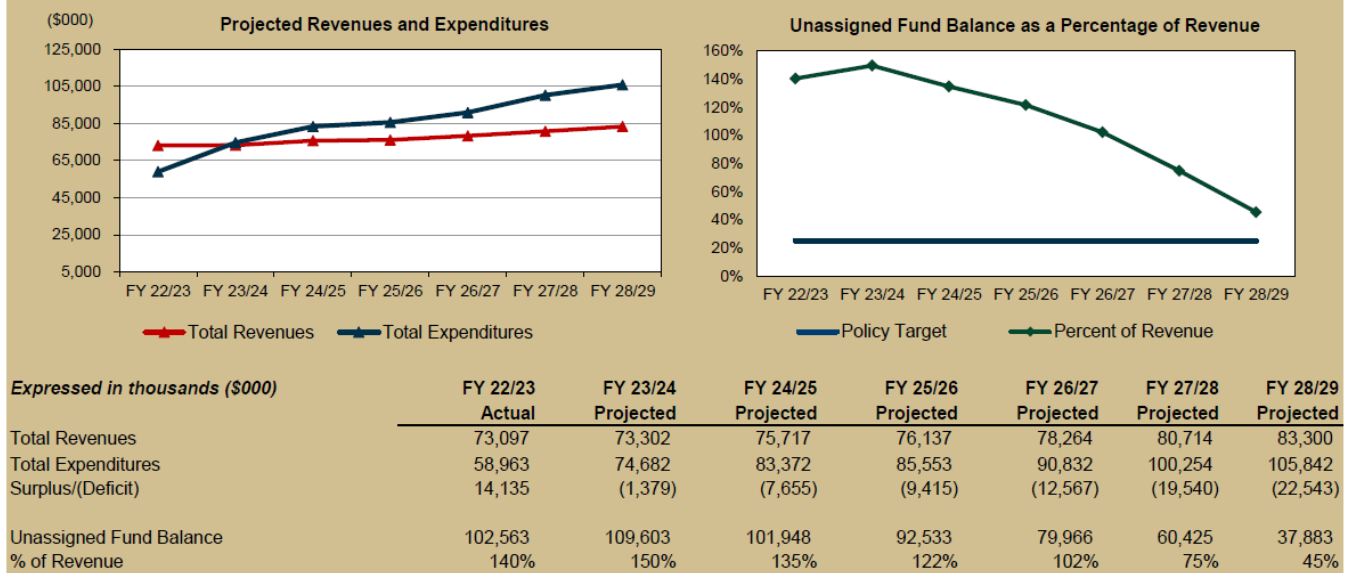 ($000)
Projected Revenues and Expenditures
125,000
105,000
85,000
65,000
45,000
25,000
5,000
FY 22/23 FY 23/24 FY 24/25 FY 25/26 FY 26/27 FY 27/28 FY 28/29
Total Revenues Total Expenditures
Unassigned Fund Balance as a Percentage of Revenue
160%
140%
120%
100%
80%
60%
40%
20%
0%
FY 22/23 FY 23/24 FY 24/25 FY 25/26 FY 26/27 FY 27/28 FY 28/29
Policy Target Percent of Revenue
Expressed in thousands ($000) FY 22/23 FY 23/24 FY 24/25 FY 25/26 FY 26/27 FY 27/28 FY 28/29
Actual Projected Projected Projected Projected Projected Projected
Total Revenues 73,097 73,302 75,717 76,137 78,264 80,714 83,300
Total Expenditures 58,963 74,682 83,372 85,553 90,832 100,254 105,842
Surplus/(Deficit) 14,135 (1,379) (7,655) (9,415) (12,567) (19,540) (22,543)
Unassigned Fund Balance 102,563 109,603 101,948 92,533 79,966 60,425 37,883
% of Revenue 140% 150% 135% 122% 102% 75% 45%